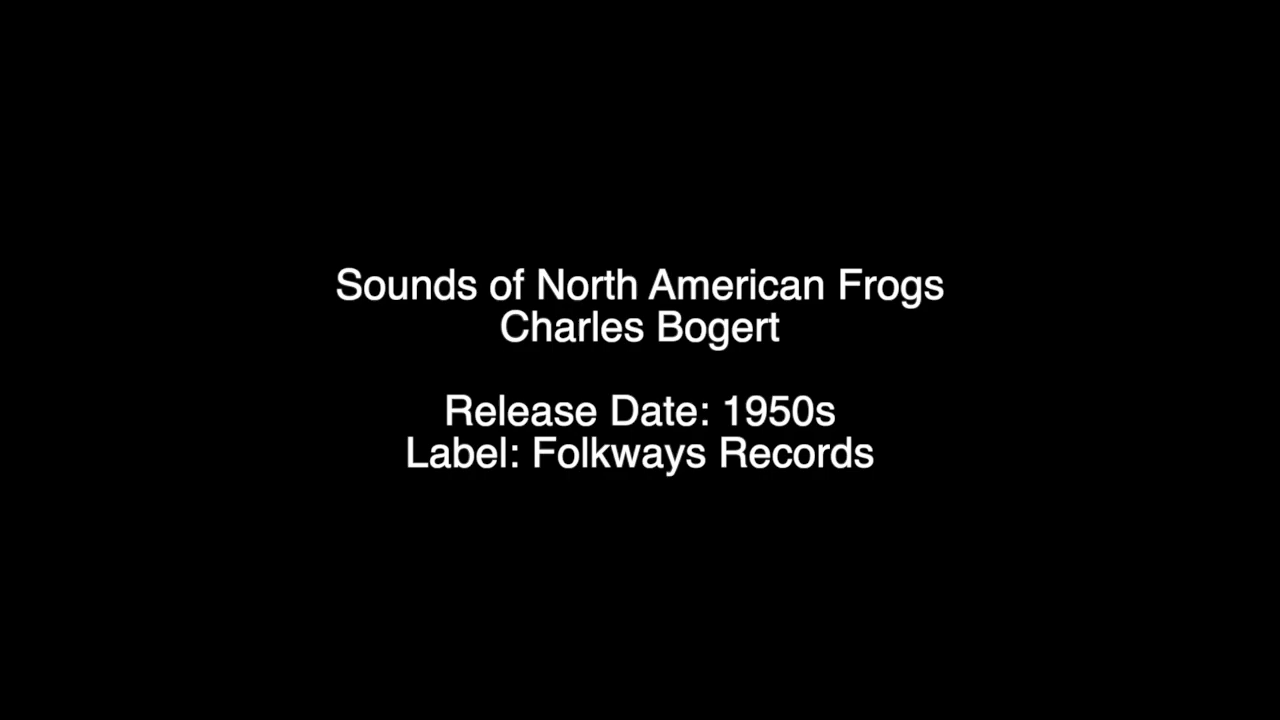 Sounds of North American Frogs
Charles Bogert
Release Date: 1950s
Label: Folkways Records